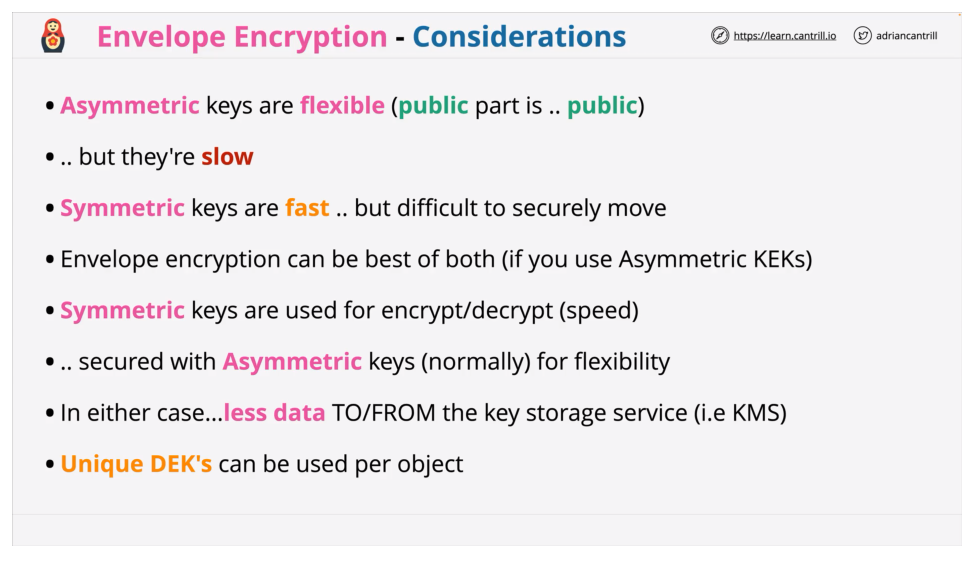 Envelope Encryption - Considerations
https://learn.cantrill.io
adriancantrill
• Asymmetric keys are flexible (public part is .. public)
• .. but they're slow
• Symmetric keys are fast .. but difficult to securely move
• Envelope encryption can be best of both (if you use Asymmetric KEKs)
• Symmetric keys are used for encrypt/decrypt (speed)
• .. secured with Asymmetric keys (normally) for flexibility
• In either case...less data TO/FROM the key storage service (i.e KMS)
• Unique DEK's can be used per object